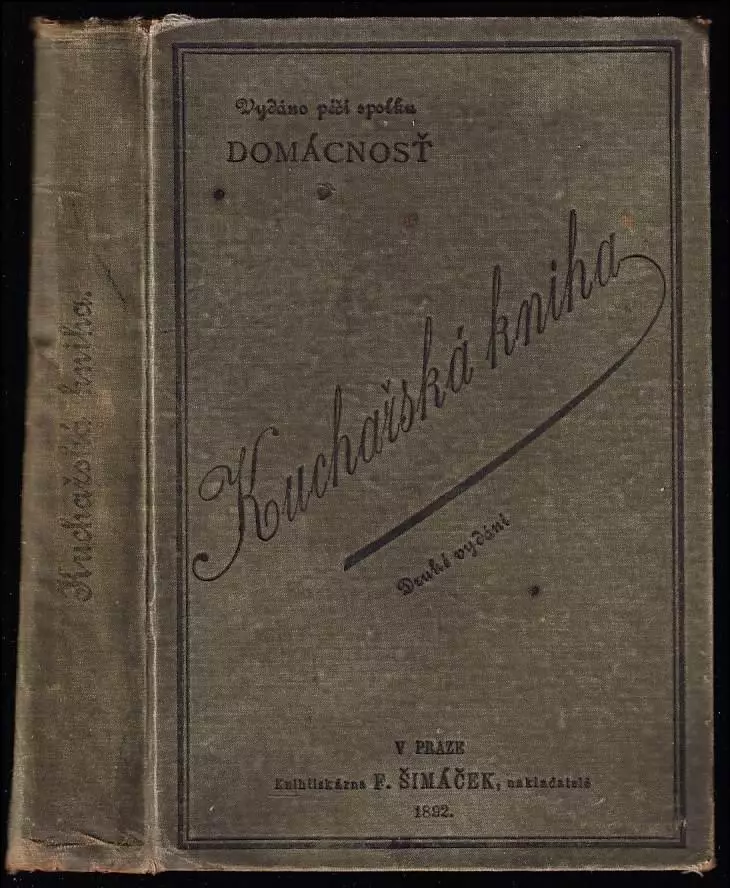 Kuchařská kniha.
Vydáno péčí spolku
DOMÁCNOSŤ
Kuchařská kniha
Druhé vydání
V PRAZE
Knihtiskárna F. ŠIMÁČEK, nakladatelé
1892.